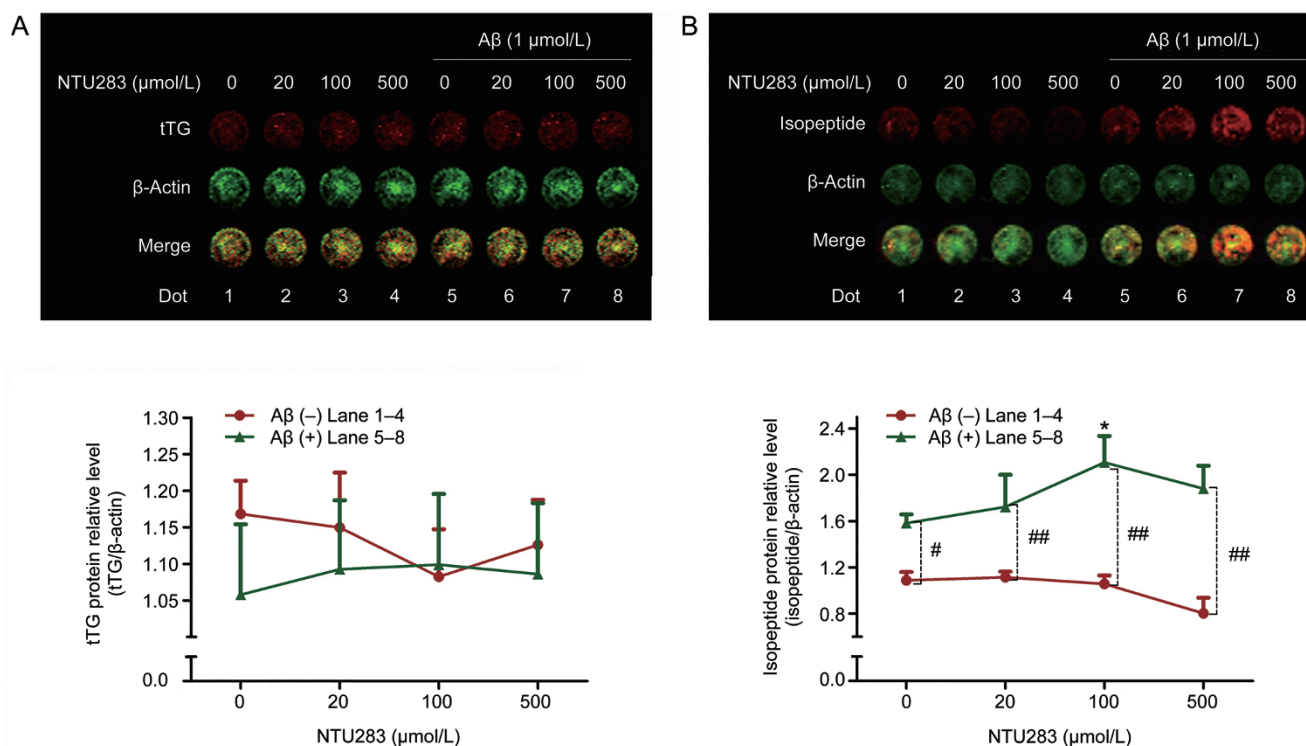 A
Aβ (1 μmol/L)
NTU283 (μmol/L) 0 20 100 500 0 20 100 500
tTG
β-Actin
Merge
Dot 1 2 3 4 5 6 7 8
B
Aβ (1 μmol/L)
NTU283 (μmol/L) 0 20 100 500 0 20 100 500
Isopeptide
β-Actin
Merge
Dot 1 2 3 4 5 6 7 8
Aβ (–) Lane 1–4
Aβ (+) Lane 5–8
tTG protein relative level
(tTG/β-actin)
1.30
1.20
1.15
1.10
1.05
0.0
0 20 100 500
NTU283 (μmol/L)
Aβ (–) Lane 1–4
Aβ (+) Lane 5–8
Isopeptide protein relative level
(isopeptide/β-actin)
2.4
2.0
1.6
1.2
0.8
0.0
*
#
##
##
##
0 20 100 500
NTU283 (μmol/L)